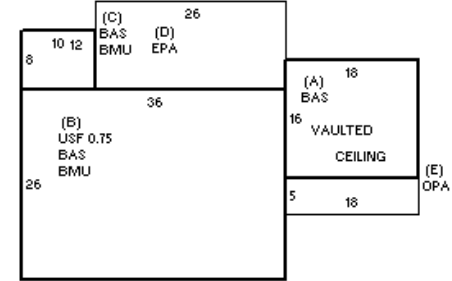 26
(C)
BAS
BMU
(D)
EPA
10 12
8
36
18
(A)
BAS
16
VAULTED
CEILING
(B)
USF 0.75
BAS
BMU
26
(E)
OPA
5
18